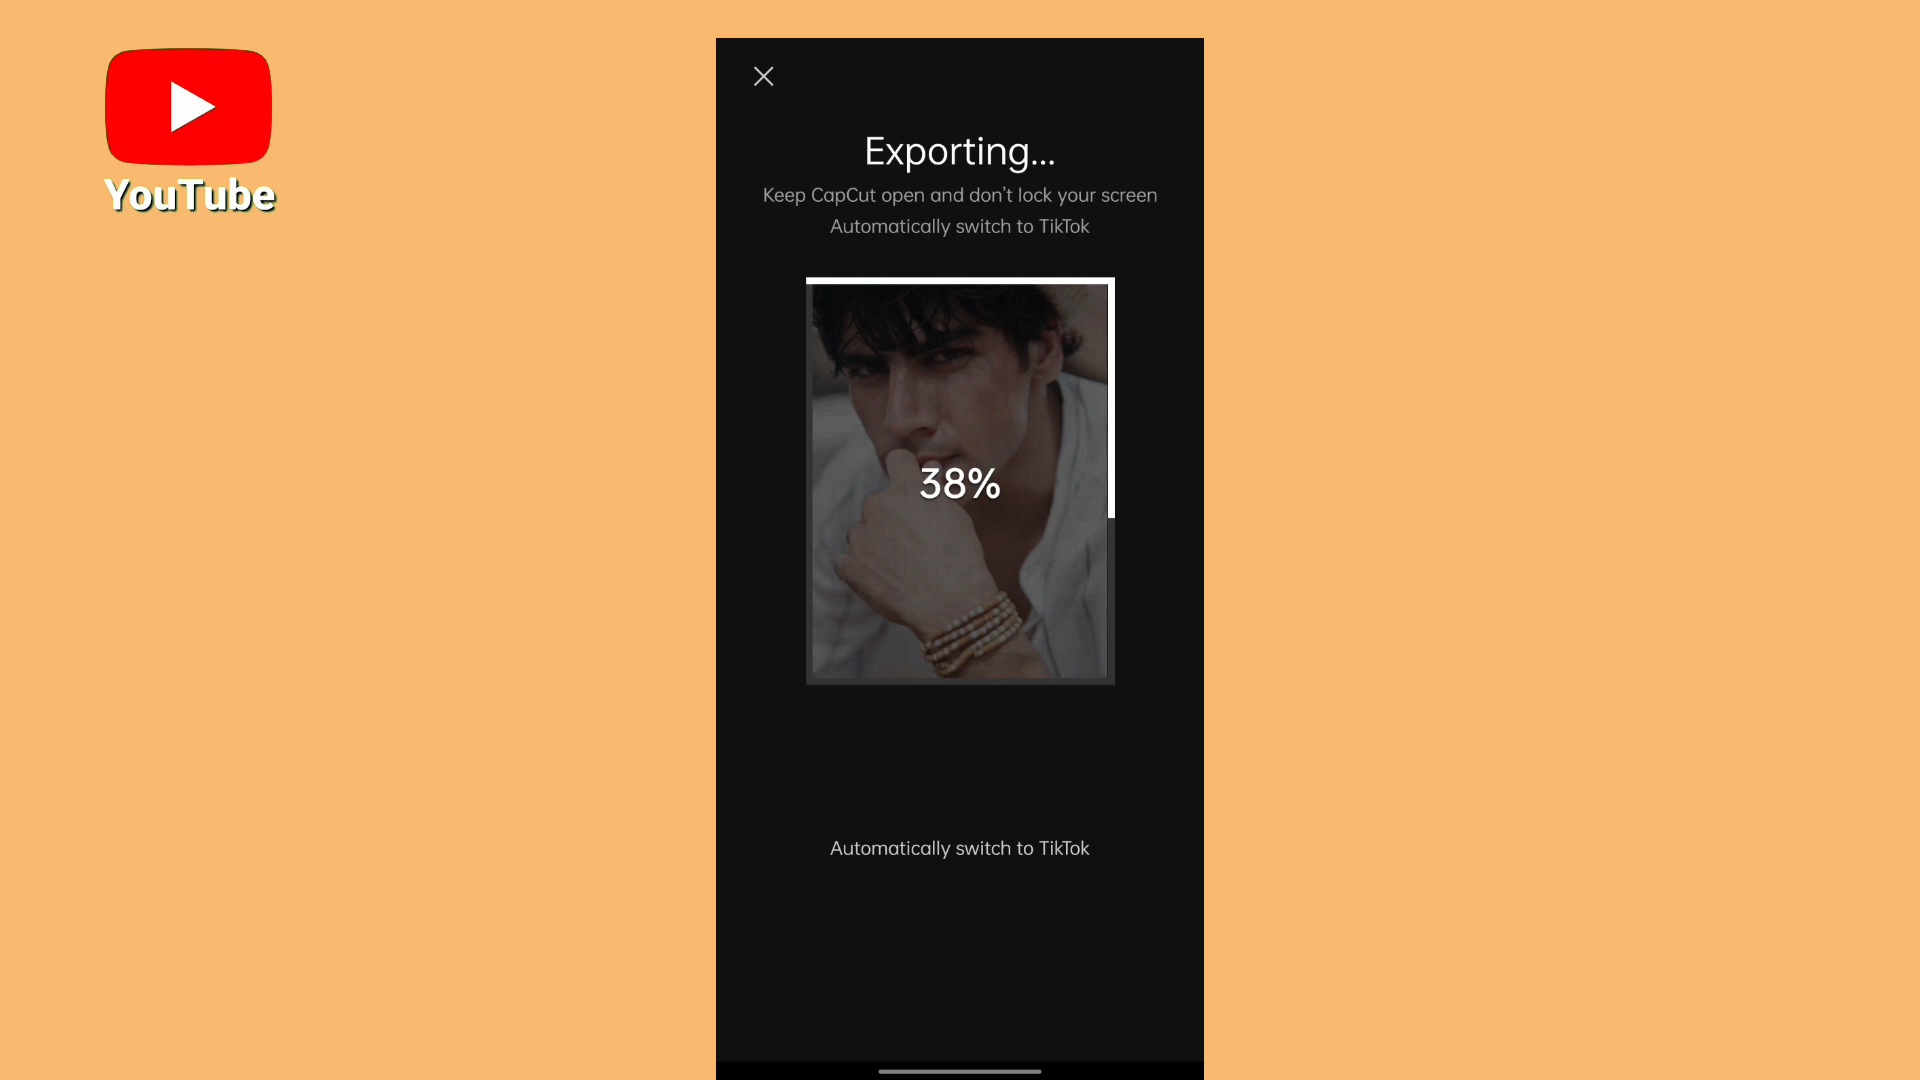 YouTube
Exporting...
Keep CapCut open and don't lock your screen
Automatically switch to TikTok
38%
Automatically switch to TikTok